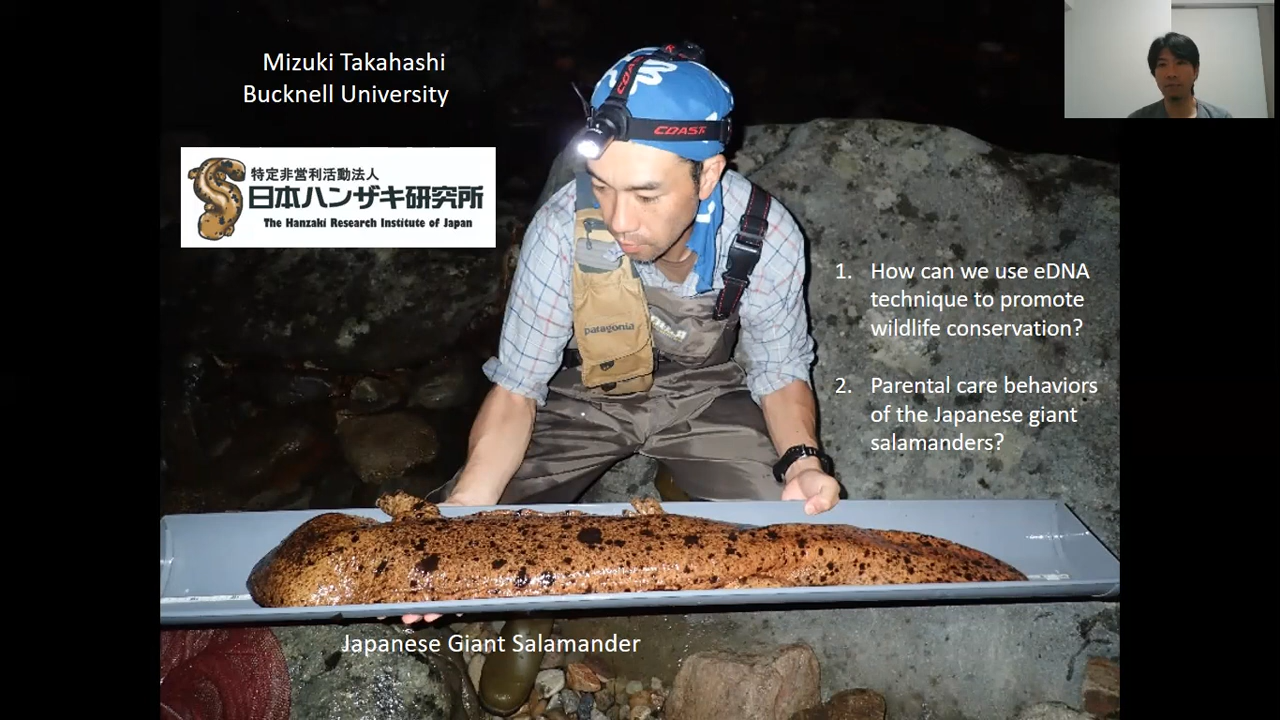 Mizuki Takahashi
Bucknell University
特定非営利活動法人
日本ハンザキ研究所
The Hanzaki Research Institute of Japan
COAST
COAST
patagonia
1. How can we use eDNA
technique to promote
wildlife conservation?
2. Parental care behaviors
of the Japanese giant
salamanders?
Japanese Giant Salamander